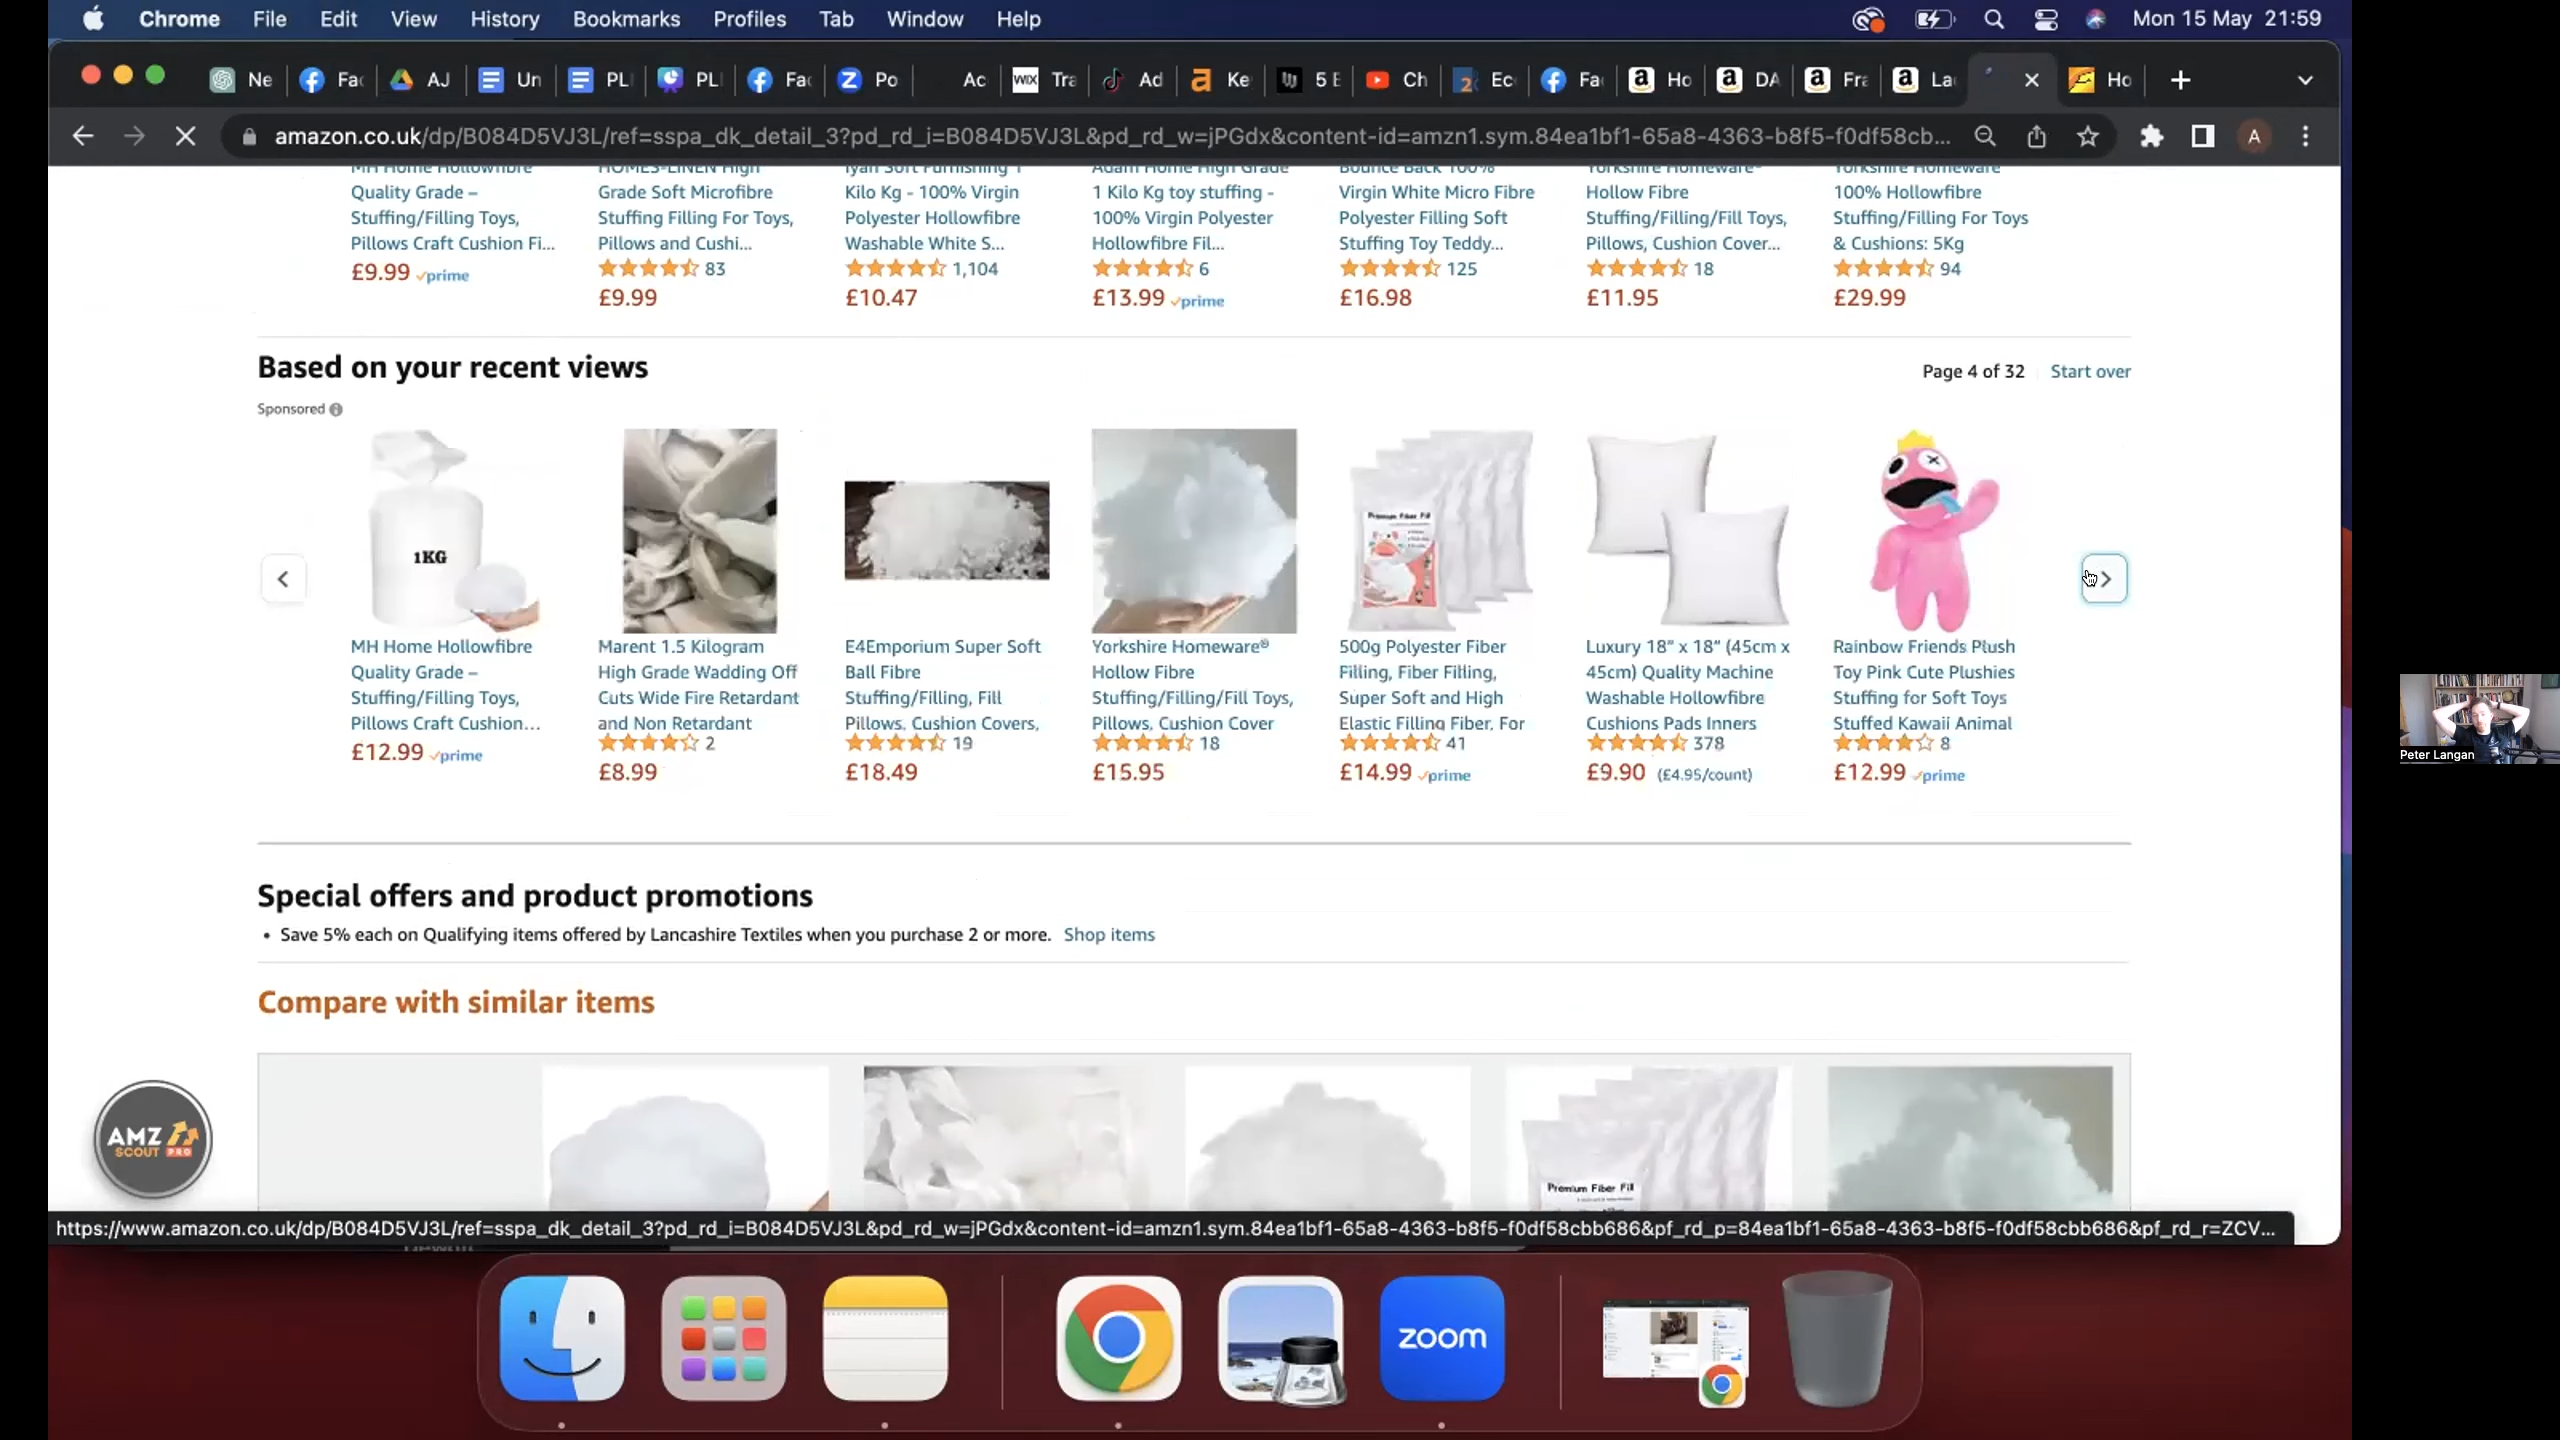 Chrome File Edit View History Bookmarks Profiles Tab Window Help Mon 15 May 21:59
Ne Fac AJ Un PL PL Fac Po Ac WIX Tra Ad Ke 5 E Ch Ec Fa Ho DA Fra La Ho
amazon.co.uk/dp/B084D5VJ3L/ref=sspa_dk_detail_3?pd_rd_i=B084D5VJ3L&pd_rd_w=jPGdx&content-id=amzn1.sym.84ea1bf1-65a8-4363-b8f5-f0df58cb... A
MH Home Hollowfibre
Quality Grade –
Stuffing/Filling Toys,
Pillows Craft Cushion Fi...
£9.99 prime
HOMES-LINEN High
Grade Soft Microfibre
Stuffing Filling For Toys,
Pillows and Cushi...
83
£9.99
Iyan Soft Furnishing 1
Kilo Kg - 100% Virgin
Polyester Hollowfibre
Washable White S...
1,104
£10.47
Adam Home High Grade
1 Kilo Kg toy stuffing -
100% Virgin Polyester
Hollowfibre Fil...
6
£13.99 prime
Bounce Back 100%
Virgin White Micro Fibre
Polyester Filling Soft
Stuffing Toy Teddy...
125
£16.98
Yorkshire Homeware-
Hollow Fibre
Stuffing/Filling/Fill Toys,
Pillows, Cushion Cover...
18
£11.95
Yorkshire Homeware
100% Hollowfibre
Stuffing/Filling For Toys
& Cushions: 5Kg
94
£29.99
Based on your recent views
Page 4 of 32 Start over
Sponsored
1KG
MH Home Hollowfibre
Quality Grade –
Stuffing/Filling Toys,
Pillows Craft Cushion...
£12.99 prime
Marent 1.5 Kilogram
High Grade Wadding Off
Cuts Wide Fire Retardant
and Non Retardant
2
£8.99
E4Emporium Super Soft
Ball Fibre
Stuffing/Filling, Fill
Pillows, Cushion Covers,
19
£18.49
Yorkshire Homeware®
Hollow Fibre
Stuffing/Filling/Fill Toys,
Pillows, Cushion Cover
18
£15.95
Premium Fiber Fill
500g Polyester Fiber
Filling, Fiber Filling,
Super Soft and High
Elastic Filling Fiber, For
41
£14.99 prime
Luxury 18” x 18” (45cm x
45cm) Quality Machine
Washable Hollowfibre
Cushions Pads Inners
378
£9.90 (£4.95/count)
Rainbow Friends Plush
Toy Pink Cute Plushies
Stuffing for Soft Toys
Stuffed Kawaii Animal
8
£12.99 prime
Peter Langan
Special offers and product promotions
• Save 5% each on Qualifying items offered by Lancashire Textiles when you purchase 2 or more. Shop items
Compare with similar items
AMZ
SCOUT PRO
Premium Fiber Fill
https://www.amazon.co.uk/dp/B084D5VJ3L/ref=sspa_dk_detail_3?pd_rd_i=B084D5VJ3L&pd_rd_w=jPGdx&content-id=amzn1.sym.84ea1bf1-65a8-4363-b8f5-f0df58cbb686&pf_rd_p=84ea1bf1-65a8-4363-b8f5-f0df58cbb686&pf_rd_r=ZCV...
zoom